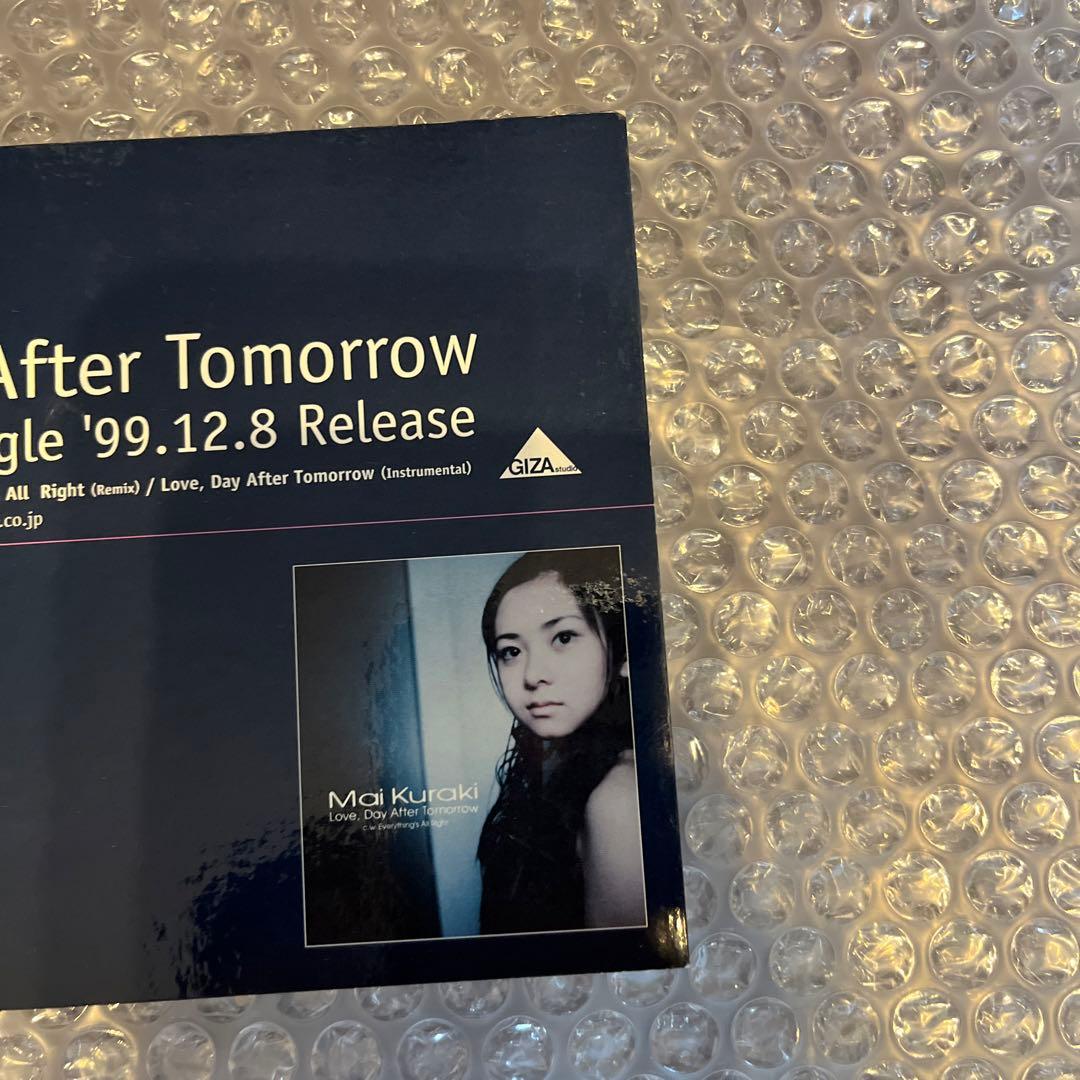 After Tomorrow
gle '99.12.8 Release
All Right (Remix) / Love, Day After Tomorrow (Instrumental)
.co.jp
GIZA studio
Mai Kuraki
Love, Day After Tomorrow
c.w. Everything's All Right